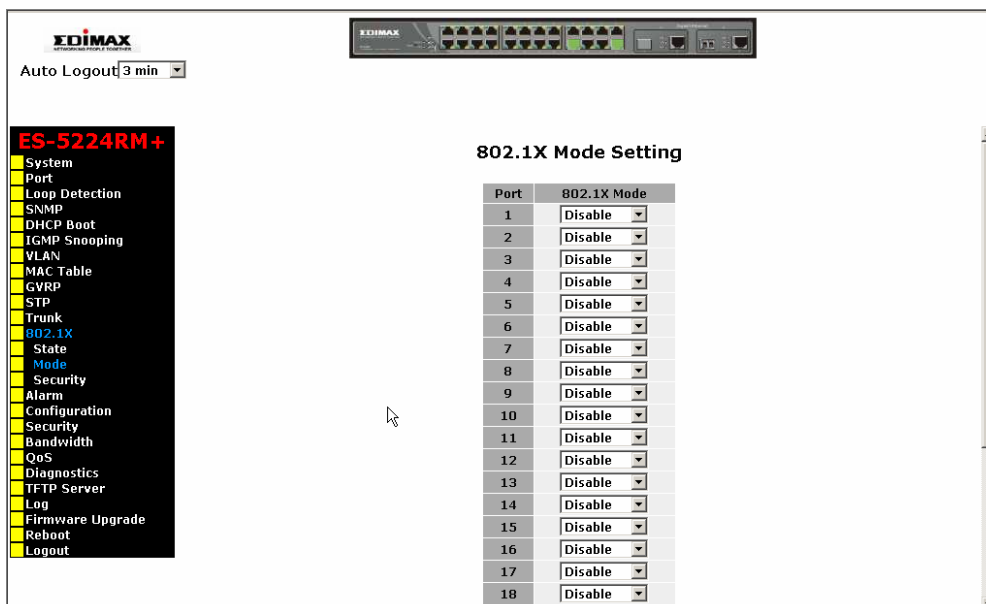 EDIMAX
NETWORKING PEOPLE TOGETHER
EDIMAX
Auto Logout 3 min
ES-5224RM+
System
Port
Loop Detection
SNMP
DHCP Boot
IGMP Snooping
VLAN
MAC Table
GVRP
STP
Trunk
802.1X
State
Mode
Security
Alarm
Configuration
Security
Bandwidth
QoS
Diagnostics
TFTP Server
Log
Firmware Upgrade
Reboot
Logout
802.1X Mode Setting
Port 802.1X Mode
1 Disable
2 Disable
3 Disable
4 Disable
5 Disable
6 Disable
7 Disable
8 Disable
9 Disable
10 Disable
11 Disable
12 Disable
13 Disable
14 Disable
15 Disable
16 Disable
17 Disable
18 Disable